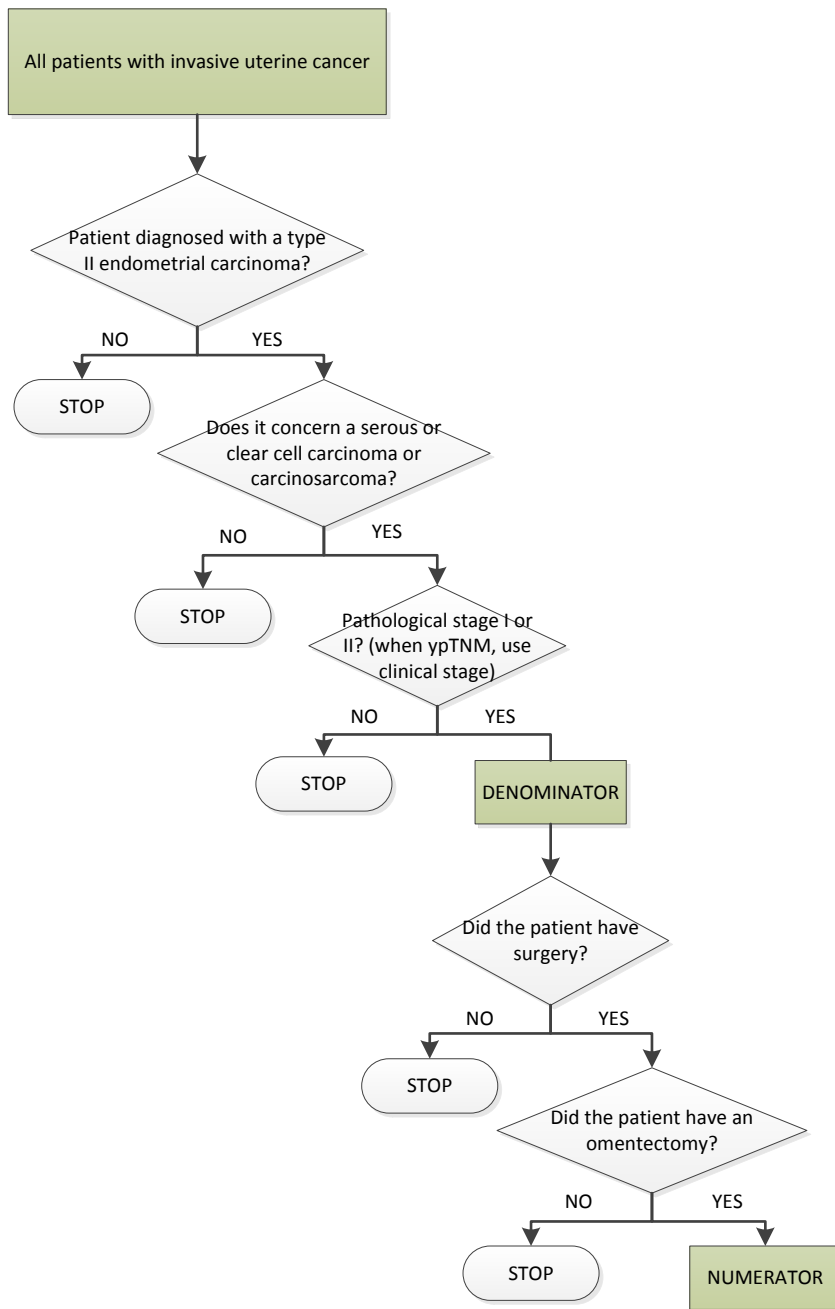 All patients with invasive uterine cancer
Patient diagnosed with a type
II endometrial carcinoma?
NO
YES
STOP
Does it concern a serous or
clear cell carcinoma or
carcinosarcoma?
NO
YES
STOP
Pathological stage I or
II? (when ypTNM, use
clinical stage)
NO
YES
STOP
DENOMINATOR
Did the patient have
surgery?
NO
YES
STOP
Did the patient have an
omentectomy?
NO
YES
STOP
NUMERATOR